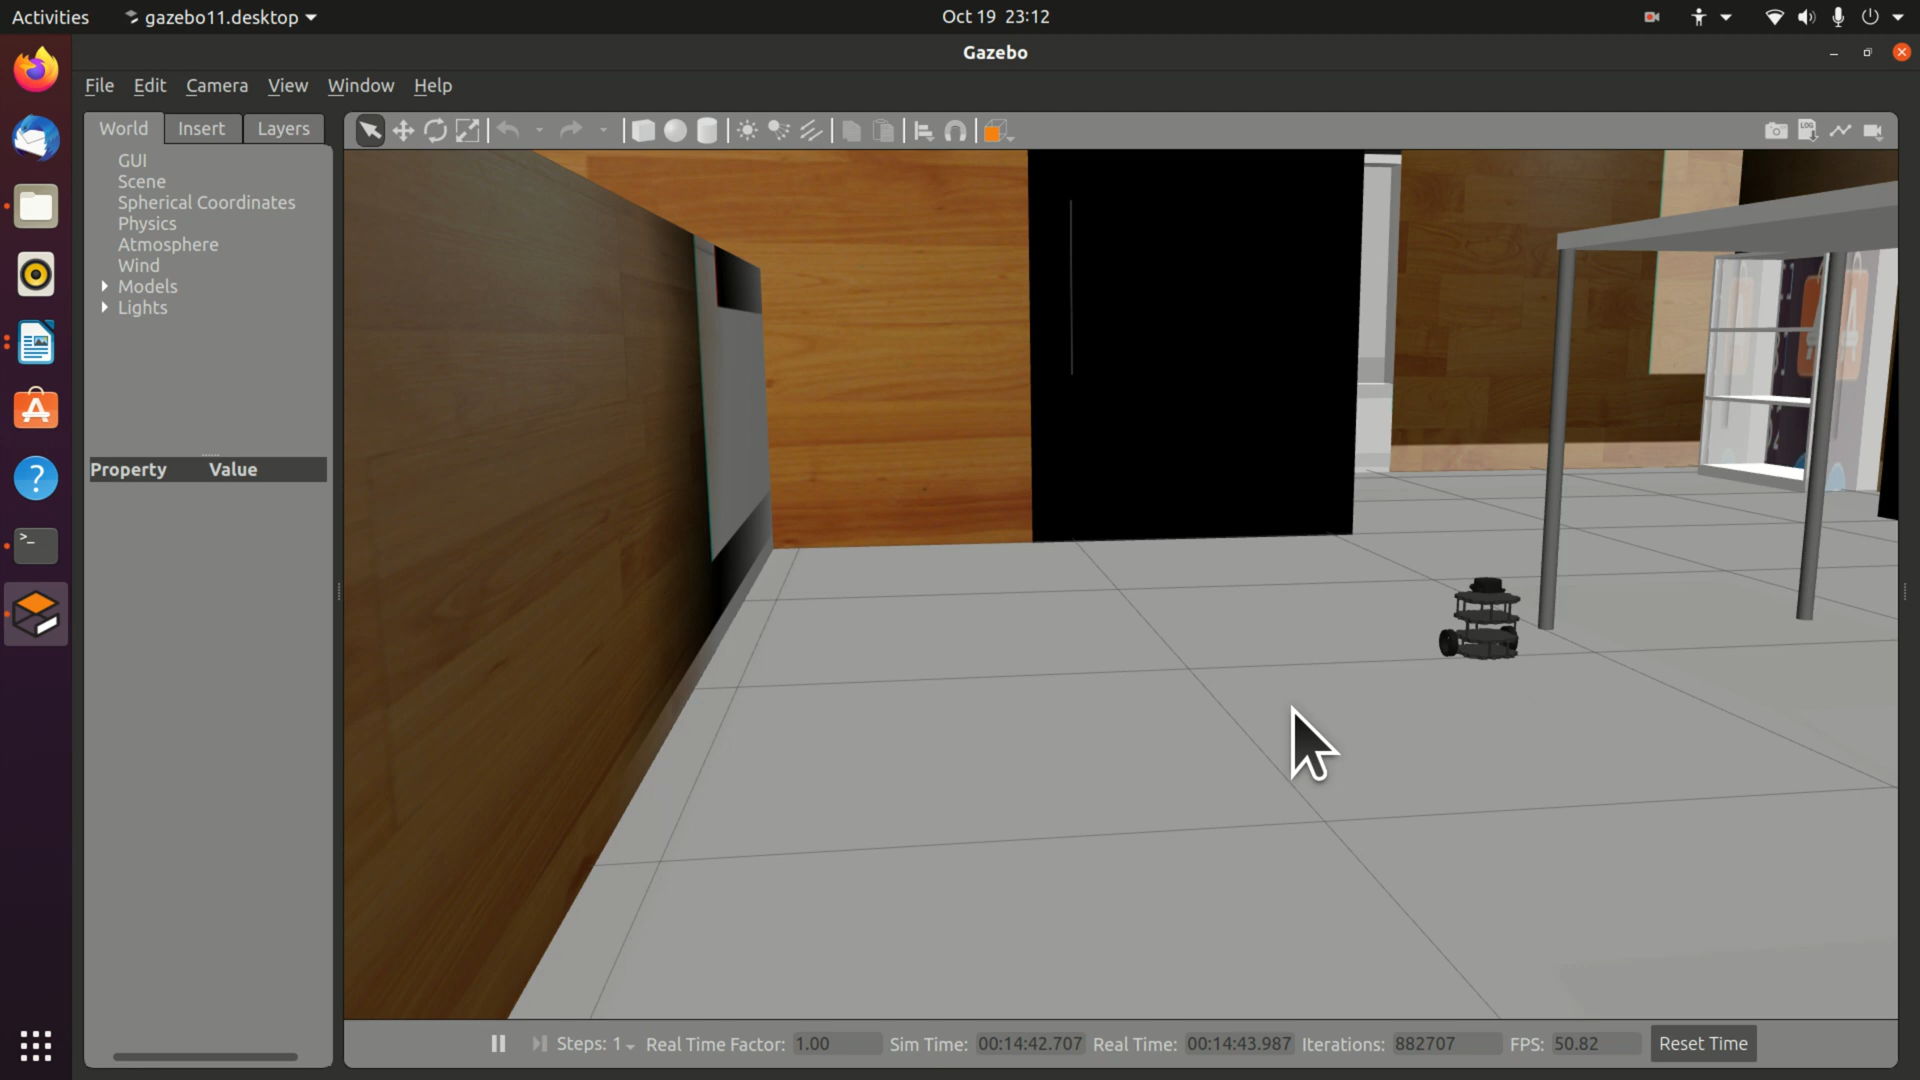 Activities gazebo11.desktop Oct 19 23:12
Gazebo
File Edit Camera View Window Help
World Insert Layers
GUI
Scene
Spherical Coordinates
Physics
Atmosphere
Wind
Models
Lights
Property Value
Steps: 1 Real Time Factor: 1.00 Sim Time: 00:14:42.707 Real Time: 00:14:43.987 Iterations: 882707 FPS: 50.82 Reset Time
LOG